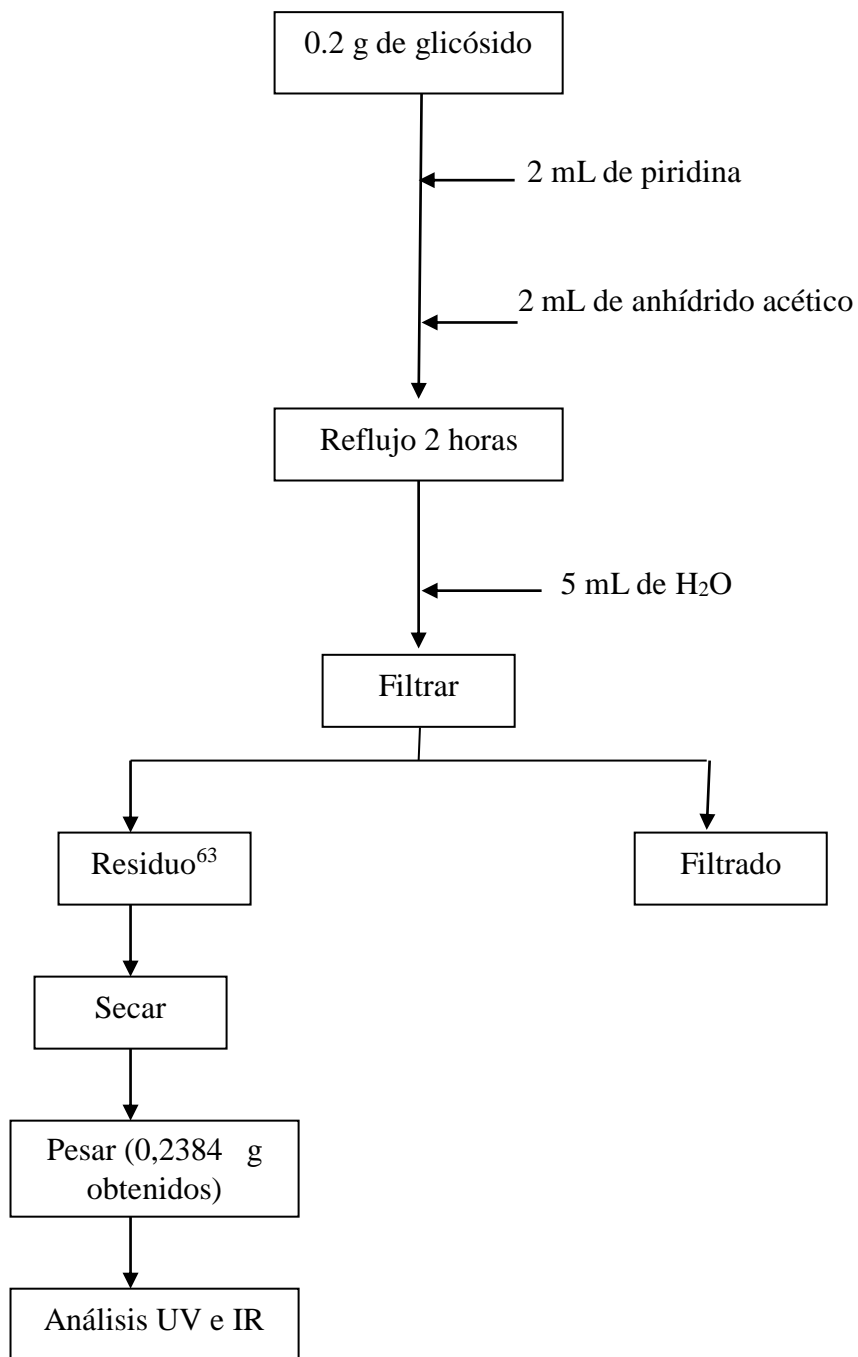 0.2 g de glicósido
2 mL de piridina
2 mL de anhídrido acético
Reflujo 2 horas
5 mL de H₂O
Filtrar
Residuo⁶³
Filtrado
Secar
Pesar (0,2384 g
obtenidos)
Análisis UV e IR